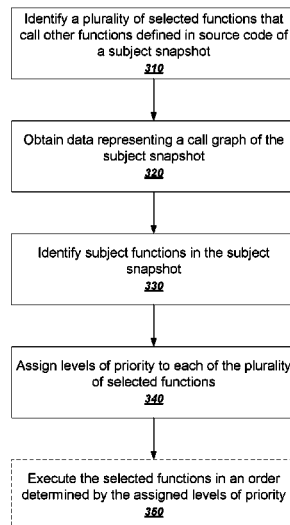 Identify a plurality of selected functions that
call other functions defined in source code of
a subject snapshot
310
Obtain data representing a call graph of the
subject snapshot
320
Identify subject functions in the subject
snapshot
330
Assign levels of priority to each of the plurality
of selected functions
340
Execute the selected functions in an order
determined by the assigned levels of priority
350